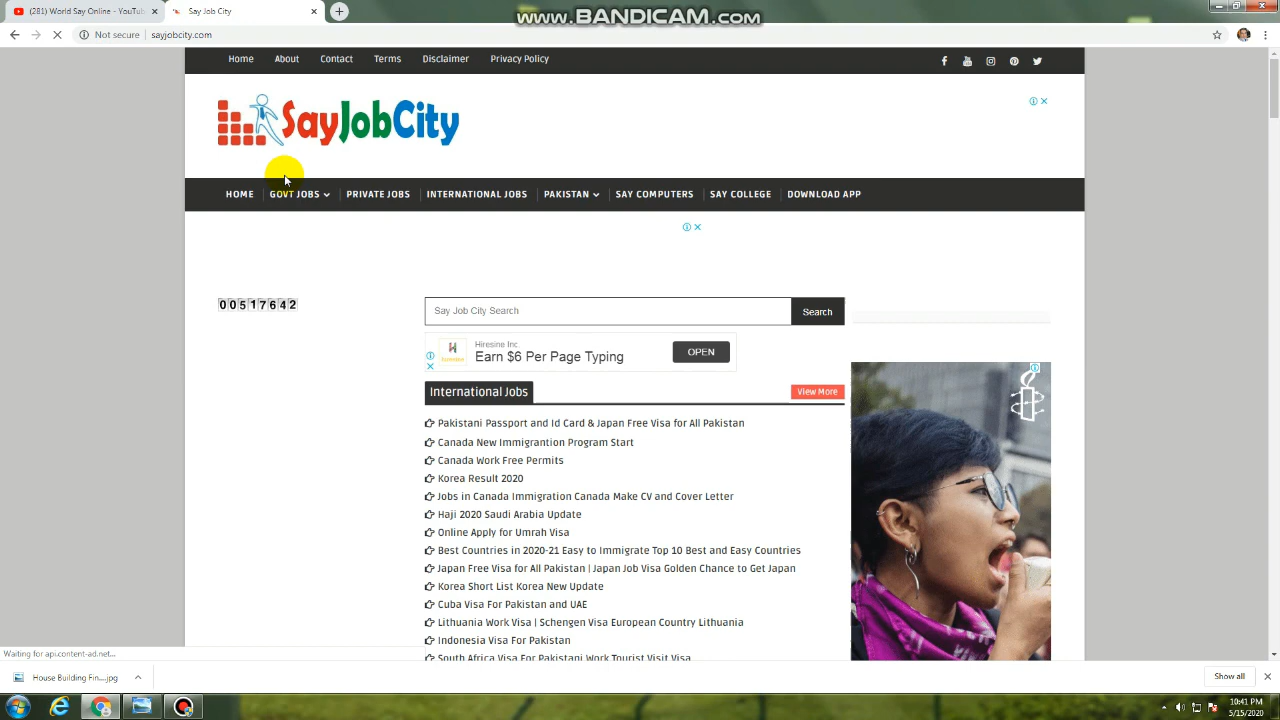 www.BANDICAM.com
(281) World Say Online - YouTub
Say Job City
Not secure
sayjobcity.com
Home About Contact Terms Disclaimer Privacy Policy
SayJobCity
HOME GOVT JOBS PRIVATE JOBS INTERNATIONAL JOBS PAKISTAN SAY COMPUTERS SAY COLLEGE DOWNLOAD APP
00517642
Say Job City Search
Search
Hiresine Inc.
Earn $6 Per Page Typing
OPEN
International Jobs
View More
Pakistani Passport and Id Card & Japan Free Visa for All Pakistan
Canada New Immigrantion Program Start
Canada Work Free Permits
Korea Result 2020
Jobs in Canada Immigration Canada Make CV and Cover Letter
Haji 2020 Saudi Arabia Update
Online Apply for Umrah Visa
Best Countries in 2020-21 Easy to Immigrate Top 10 Best and Easy Countries
Japan Free Visa for All Pakistan | Japan Job Visa Golden Chance to Get Japan
Korea Short List Korea New Update
Cuba Visa For Pakistan and UAE
Lithuania Work Visa | Schengen Visa European Country Lithuania
Indonesia Visa For Pakistan
South Africa Visa For Pakistani Work Tourist Visit Visa
Waiting for api.content-ad.net...
House Building Fin....jpg
Show all
10:41 PM
5/15/2020